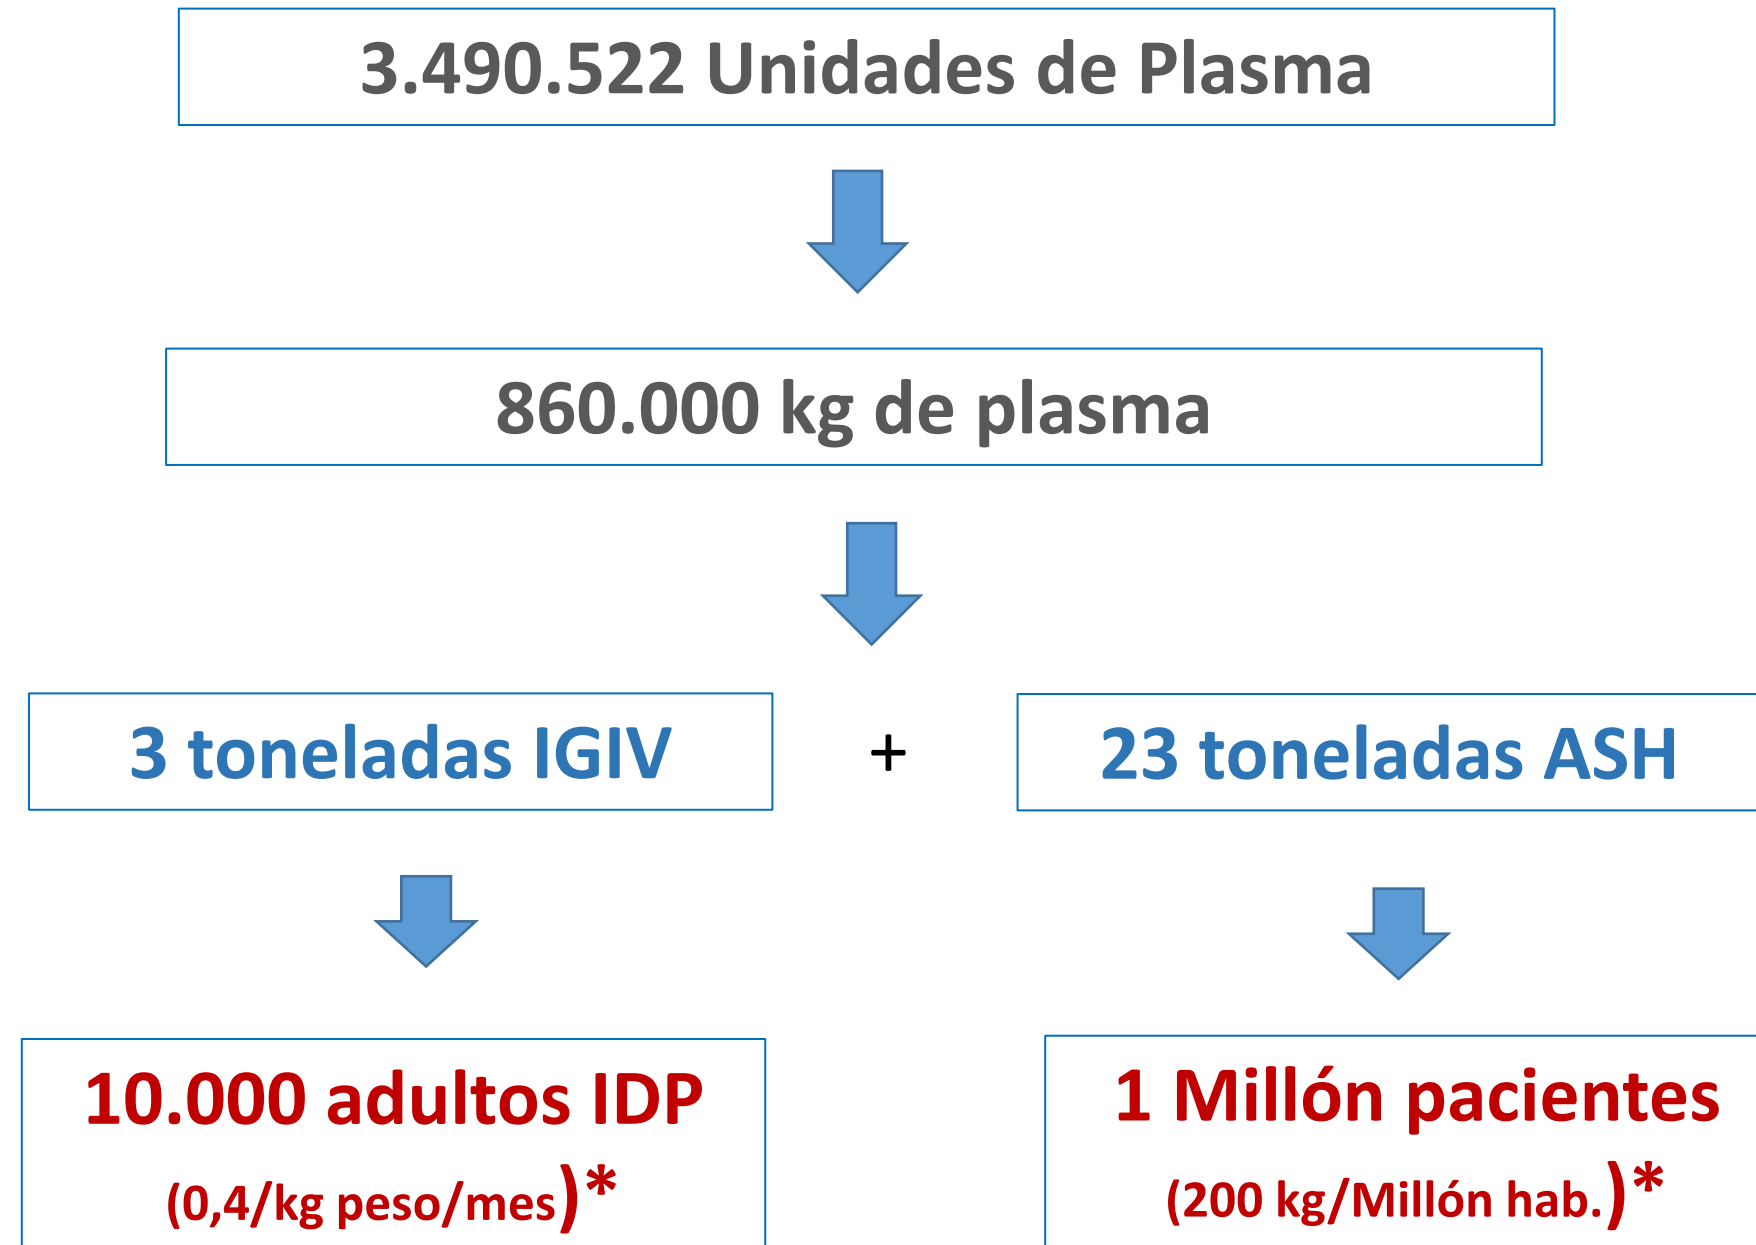 3.490.522 Unidades de Plasma
860.000 kg de plasma
3 toneladas IGIV
+
23 toneladas ASH
10.000 adultos IDP
(0,4/kg peso/mes)*
1 Millón pacientes
(200 kg/Millón hab.)*